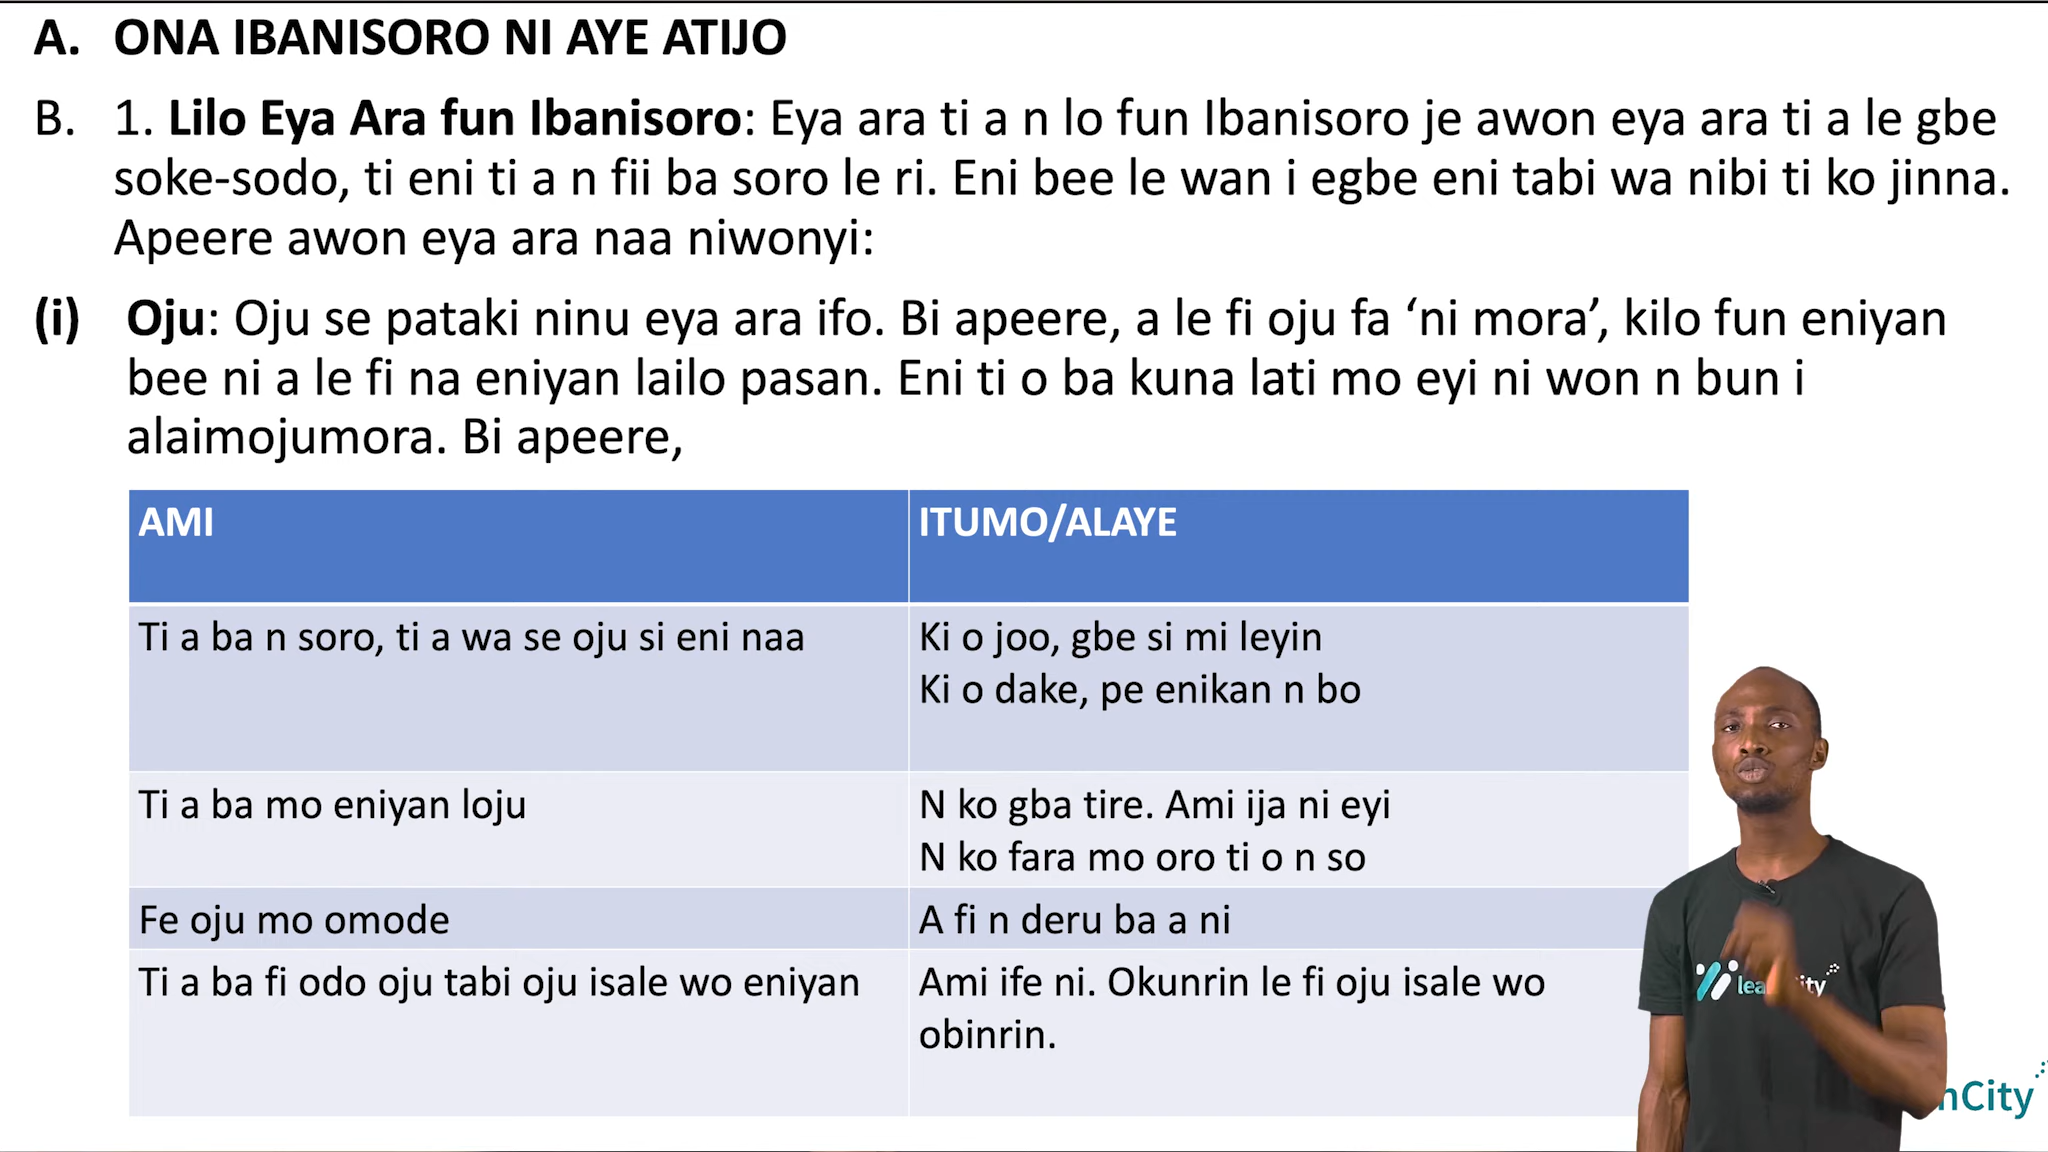 A. ONA IBANISORO NI AYE ATIJO
B. 1. Lilo Eya Ara fun Ibanisoro: Eya ara ti a n lo fun Ibanisoro je awon eya ara ti a le gbe
soke-sodo, ti eni ti a n fii ba soro le ri. Eni bee le wan i egbe eni tabi wa nibi ti ko jinna.
Apeere awon eya ara naa niwonyi:
(i) Oju: Oju se pataki ninu eya ara ifo. Bi apeere, a le fi oju fa ‘ni mora’, kilo fun eniyan
bee ni a le fi na eniyan lailo pasan. Eni ti o ba kuna lati mo eyi ni won n bun i
alaimojumora. Bi apeere,
AMI
ITUMO/ALAYE
Ti a ba n soro, ti a wa se oju si eni naa
Ki o joo, gbe si mi leyin
Ki o dake, pe enikan n bo
Ti a ba mo eniyan loju
N ko gba tire. Ami ija ni eyi
N ko fara mo oro ti o n so
Fe oju mo omode
A fi n deru ba a ni
Ti a ba fi odo oju tabi oju isale wo eniyan
Ami ife ni. Okunrin le fi oju isale wo
obinrin.